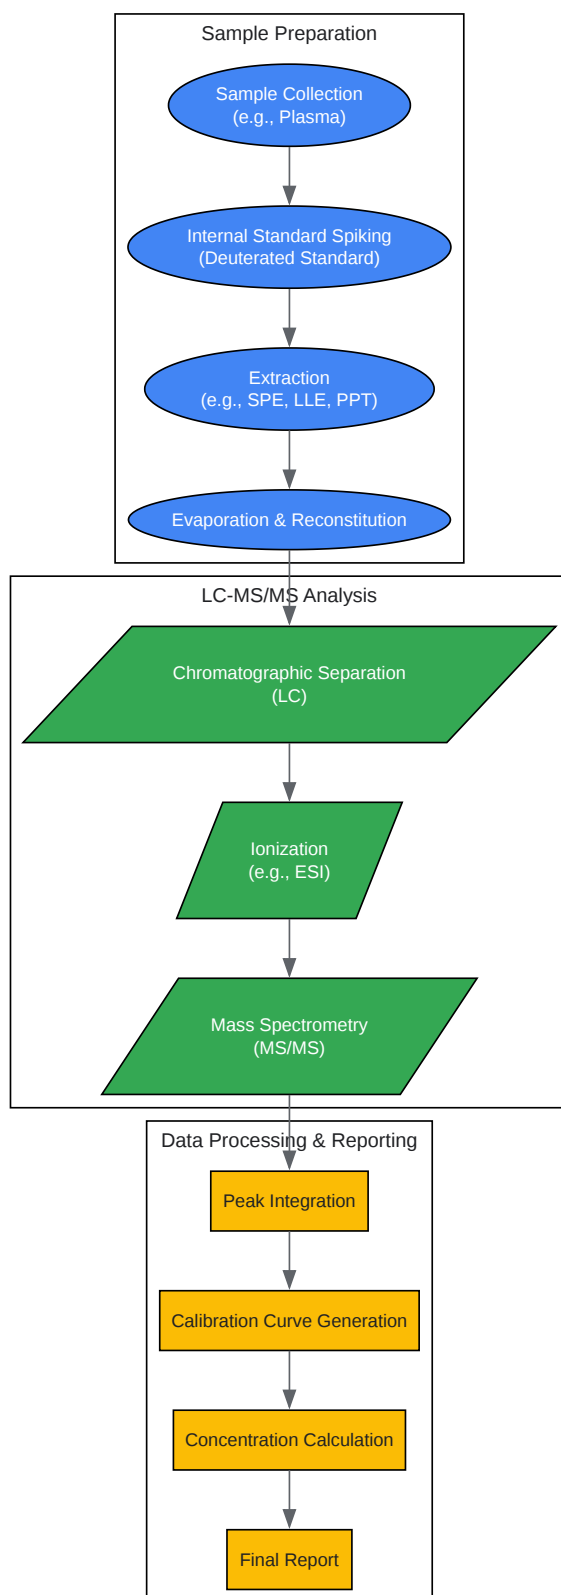 Sample Preparation
Sample Collection
(e.g., Plasma)
Internal Standard Spiking
(Deuterated Standard)
Extraction
(e.g., SPE, LLE, PPT)
Evaporation & Reconstitution
LC-MS/MS Analysis
Chromatographic Separation
(LC)
Ionization
(e.g., ESI)
Mass Spectrometry
(MS/MS)
Data Processing & Reporting
Peak Integration
Calibration Curve Generation
Concentration Calculation
Final Report